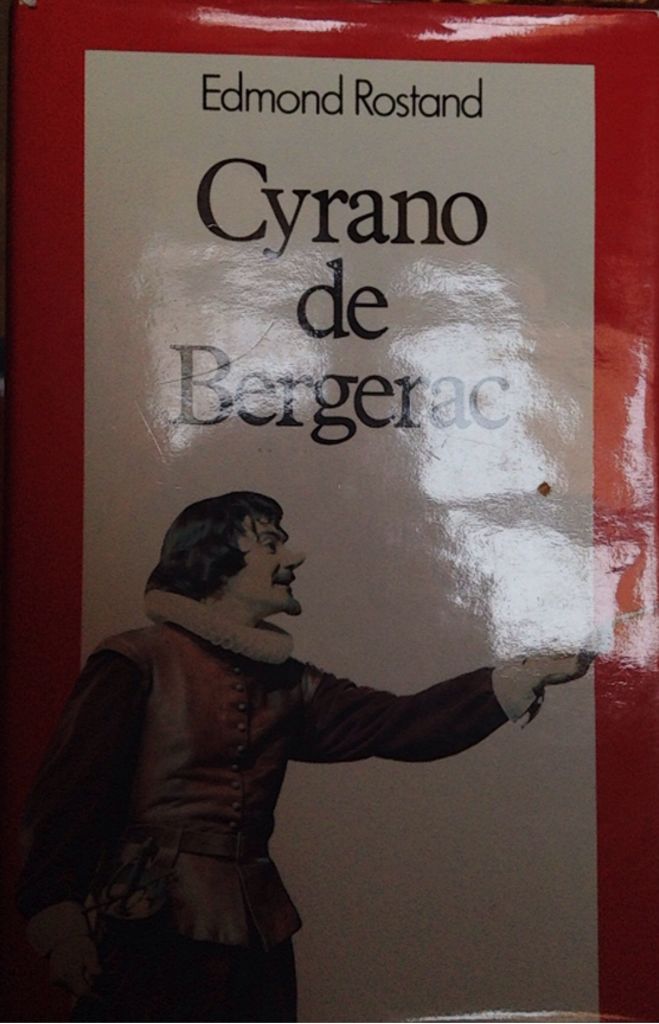 Edmond Rostand
Cyrano
de
Bergerac